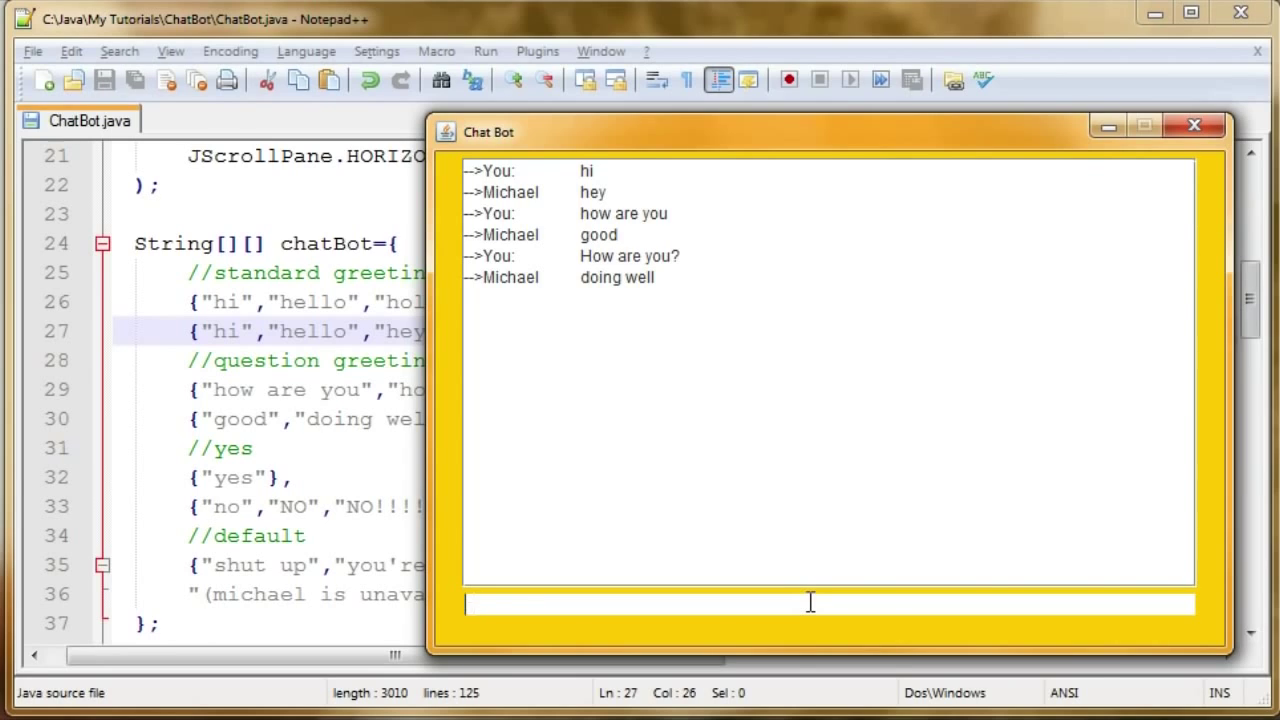 C:\Java\My Tutorials\ChatBot\ChatBot.java - Notepad++
File Edit Search View Encoding Language Settings Macro Run Plugins Window ? X
ChatBot.java
21 JScrollPane.HORIZO
22 );
23
24 String[][] chatBot={
25 //standard greetin
26 {"hi","hello","hol
27 {"hi","hello","hey
28 //question greetin
29 {"how are you","ho
30 {"good","doing wel
31 //yes
32 {"yes"},
33 {"no","NO","NO!!!!
34 //default
35 {"shut up","you're
36 "(michael is unava
37 };
Chat Bot
-->You: hi
-->Michael hey
-->You: how are you
-->Michael good
-->You: How are you?
-->Michael doing well
Java source file length : 3010 lines : 125 Ln : 27 Col : 26 Sel : 0 Dos\Windows ANSI INS